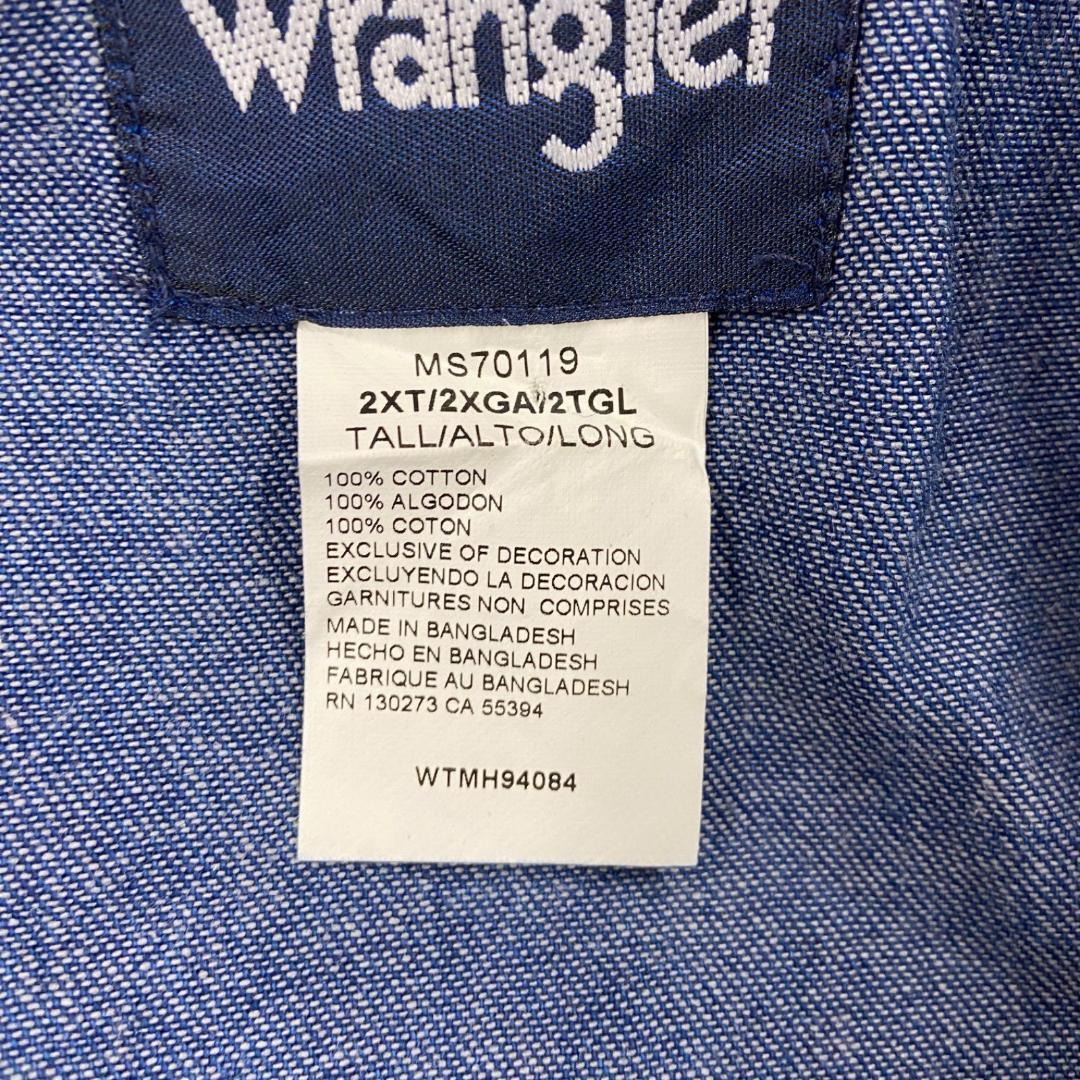 Wrangler
MS70119
2XT/2XGA/2TGL
TALL/ALTO/LONG
100% COTTON
100% ALGODON
100% COTON
EXCLUSIVE OF DECORATION
EXCLUYENDO LA DECORACION
GARNITURES NON COMPRISES
MADE IN BANGLADESH
HECHO EN BANGLADESH
FABRIQUE AU BANGLADESH
RN 130273 CA 55394
WTMH94084